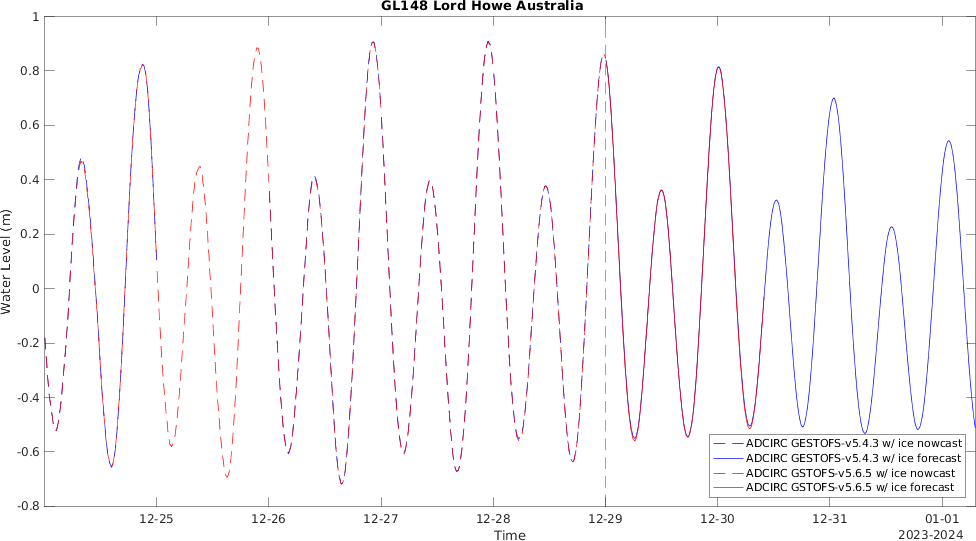 GL148 Lord Howe Australia
1
0.8
0.6
0.4
0.2
0
-0.2
-0.4
-0.6
-0.8
Water Level (m)
ADCIRC GESTOFS-v5.4.3 w/ ice nowcast
ADCIRC GESTOFS-v5.4.3 w/ ice forecast
ADCIRC GSTOFS-v5.6.5 w/ ice nowcast
ADCIRC GSTOFS-v5.6.5 w/ ice forecast
12-25 12-26 12-27 12-28 12-29 12-30 12-31 01-01
Time
2023-2024